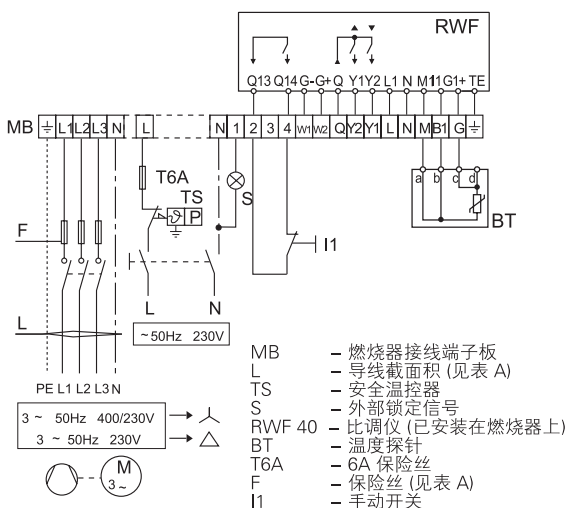 RWF
Q13 Q14 G- G+ Q Y1 Y2 L1 N M1 I1 G1+ TE
MB ⏚ L1 L2 L3 N L N 1 2 3 4 W1 W2 Q Y2 Y1 L N M B1 G ⏚
a b c d
T6A
TS
S
BT
P
F
I1
L N
L
~50Hz 230V
PE L1 L2 L3 N
3 ~ 50Hz 400/230V
3 ~ 50Hz 230V
M
3~
MB – 燃烧器接线端子板
L – 导线截面积 (见表 A)
TS – 安全温控器
S – 外部锁定信号
RWF 40 – 比调仪 (已安装在燃烧器上)
BT – 温度探针
T6A – 6A 保险丝
F – 保险丝 (见表 A)
I1 – 手动开关